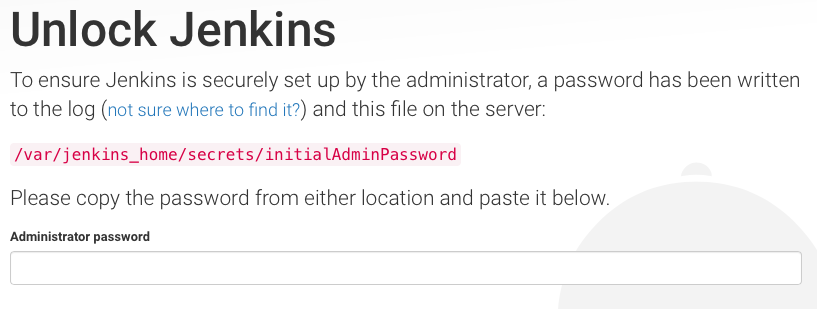 Unlock Jenkins
To ensure Jenkins is securely set up by the administrator, a password has been written
to the log (not sure where to find it?) and this file on the server:
/var/jenkins_home/secrets/initialAdminPassword
Please copy the password from either location and paste it below.
Administrator password